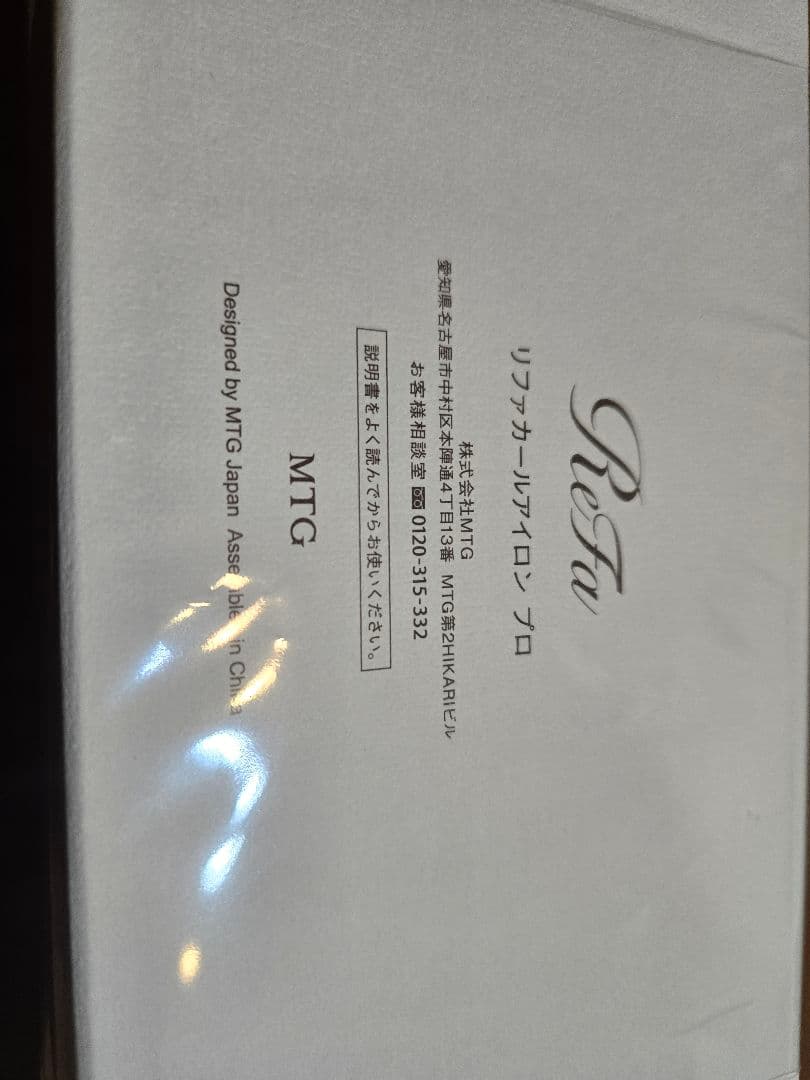 ReFa
リファカールアイロン プロ
株式会社MTG
愛知県名古屋市中村区本陣通4丁目13番 MTG第2HIKARIビル
お客様相談室 0120-315-332
説明書をよく読んでからお使いください。
MTG
Designed by MTG Japan Assembled in China